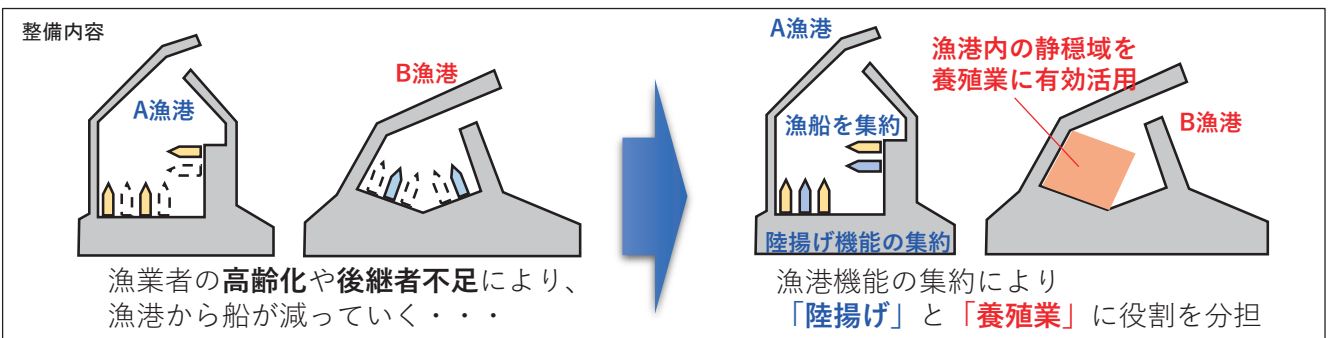 整備内容
A漁港
B漁港
漁業者の高齢化や後継者不足により、
漁港から船が減っていく・・・
A漁港
漁船を集約
陸揚げ機能の集約
漁港内の静穏域を
養殖業に有効活用
B漁港
漁港機能の集約により
「陸揚げ」と「養殖業」に役割を分担